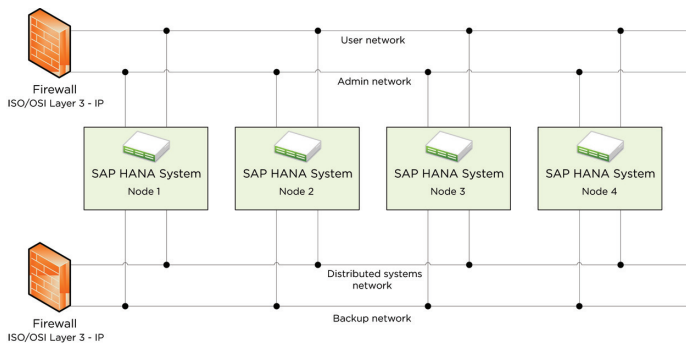 User network
Admin network
Firewall
ISO/OSI Layer 3 - IP
SAP HANA System
Node 1
SAP HANA System
Node 2
SAP HANA System
Node 3
SAP HANA System
Node 4
Distributed systems
network
Backup network
Firewall
ISO/OSI Layer 3 - IP